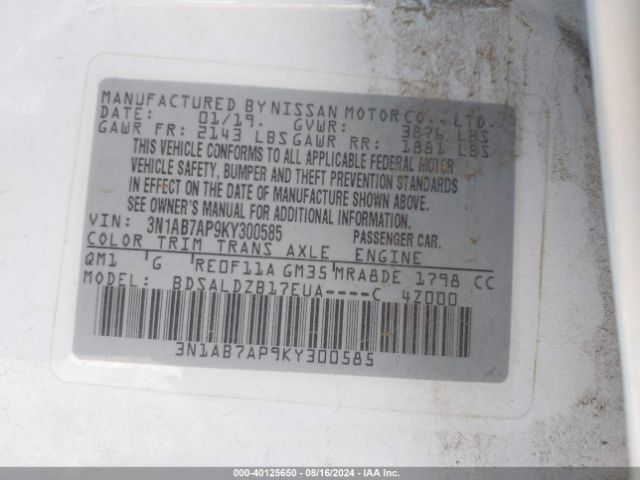 MANUFACTURED BY NISSAN MOTOR CO., LTD.
DATE: 01/19. GVWR: 3876 LBS
GAWR FR: 2143 LBS GAWR RR: 1881 LBS
THIS VEHICLE CONFORMS TO ALL APPLICABLE FEDERAL MOTOR
VEHICLE SAFETY, BUMPER AND THEFT PREVENTION STANDARDS
IN EFFECT ON THE DATE OF MANUFACTURE SHOWN ABOVE.
SEE OWNER'S MANUAL FOR ADDITIONAL INFORMATION.
VIN: 3N1AB7AP9KY300585 PASSENGER CAR.
COLOR TRIM TRANS AXLE ENGINE
QM1 G RE0F11A GM35 MRA8DE 1798 CC
MODEL: BDSALDZB17EUA----C 4Z000
3N1AB7AP9KY300585
000-40125650 - 08/16/2024 - Copyright IAA, Inc. All Rights Reserved.